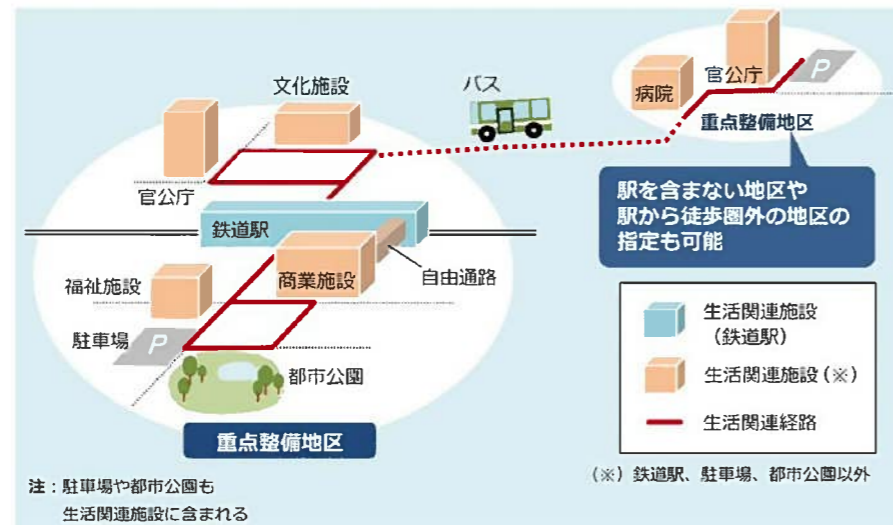 文化施設
バス
官公庁
P
病院
重点整備地区
官公庁
駅を含まない地区や
駅から徒歩圏外の地区の
指定も可能
鉄道駅
自由通路
商業施設
福祉施設
駐車場
P
都市公園
重点整備地区
生活関連施設
(鉄道駅)
生活関連施設(※)
生活関連経路
(※)鉄道駅、駐車場、都市公園以外
注:駐車場や都市公園も
生活関連施設に含まれる